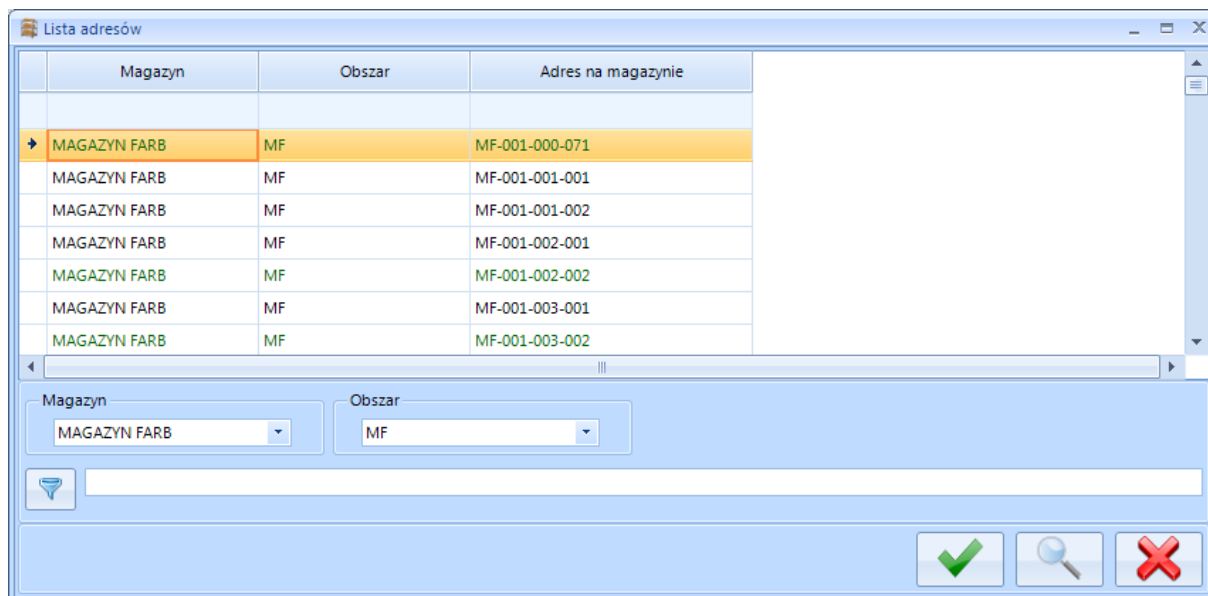 Lista adresów
Magazyn Obszar Adres na magazynie
MAGAZYN FARB MF MF-001-000-071
MAGAZYN FARB MF MF-001-001-001
MAGAZYN FARB MF MF-001-001-002
MAGAZYN FARB MF MF-001-002-001
MAGAZYN FARB MF MF-001-002-002
MAGAZYN FARB MF MF-001-003-001
MAGAZYN FARB MF MF-001-003-002
Magazyn Obszar
MAGAZYN FARB MF